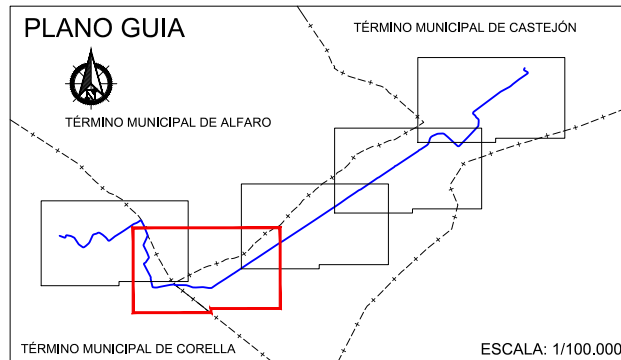 PLANO GUIA
TÉRMINO MUNICIPAL DE CASTEJÓN
N
TÉRMINO MUNICIPAL DE ALFARO
TÉRMINO MUNICIPAL DE CORELLA
ESCALA: 1/100.000